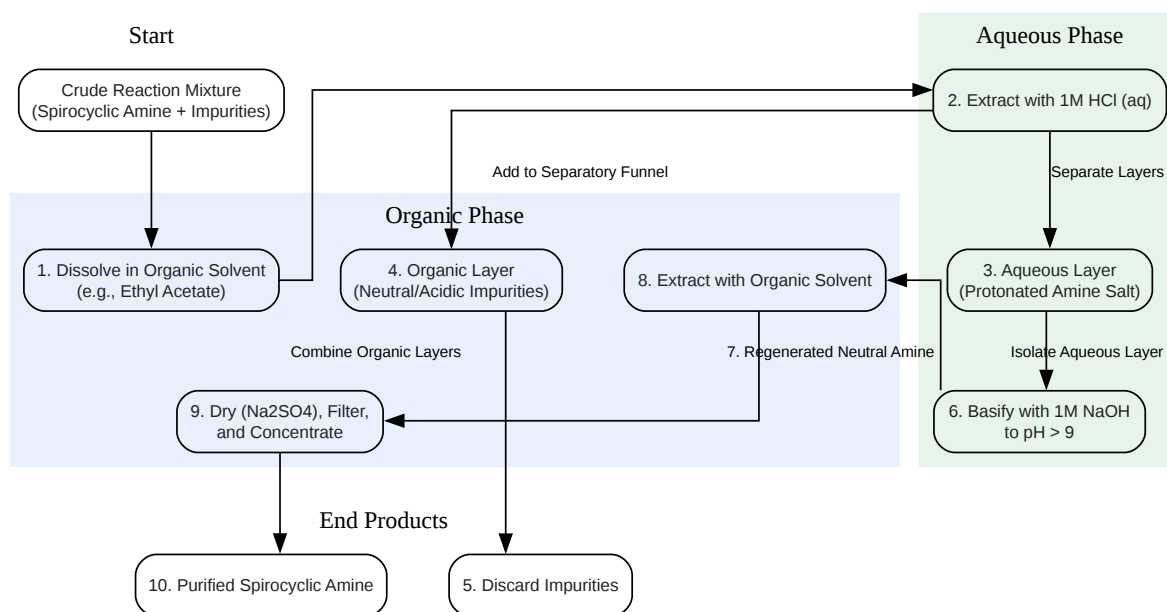 Start
Aqueous Phase
Crude Reaction Mixture
(Spirocyclic Amine + Impurities)
2. Extract with 1M HCl (aq)
Add to Separatory Funnel
Separate Layers
Organic Phase
1. Dissolve in Organic Solvent
(e.g., Ethyl Acetate)
4. Organic Layer
(Neutral/Acidic Impurities)
8. Extract with Organic Solvent
3. Aqueous Layer
(Protonated Amine Salt)
Combine Organic Layers
7. Regenerated Neutral Amine
Isolate Aqueous Layer
9. Dry (Na2SO4), Filter,
and Concentrate
6. Basify with 1M NaOH
to pH > 9
End Products
10. Purified Spirocyclic Amine
5. Discard Impurities